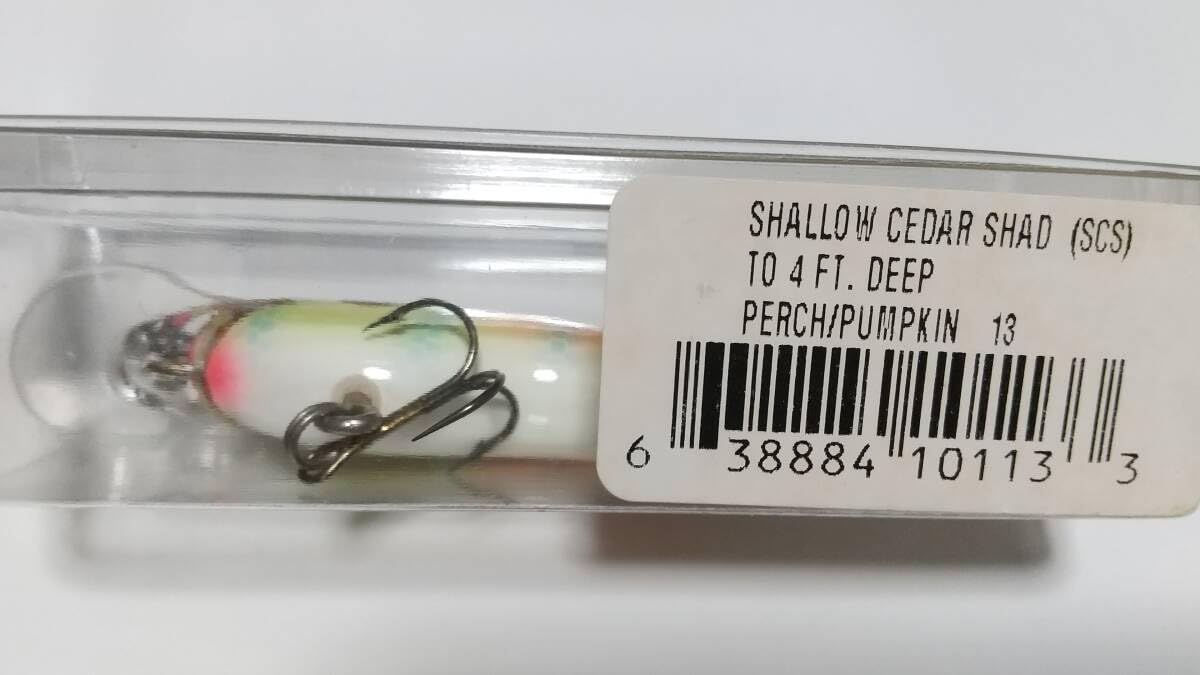 SHALLOW CEDAR SHAD (SCS)
TO 4 FT. DEEP
PERCH/PUMPKIN 13
6 38884 10113 3